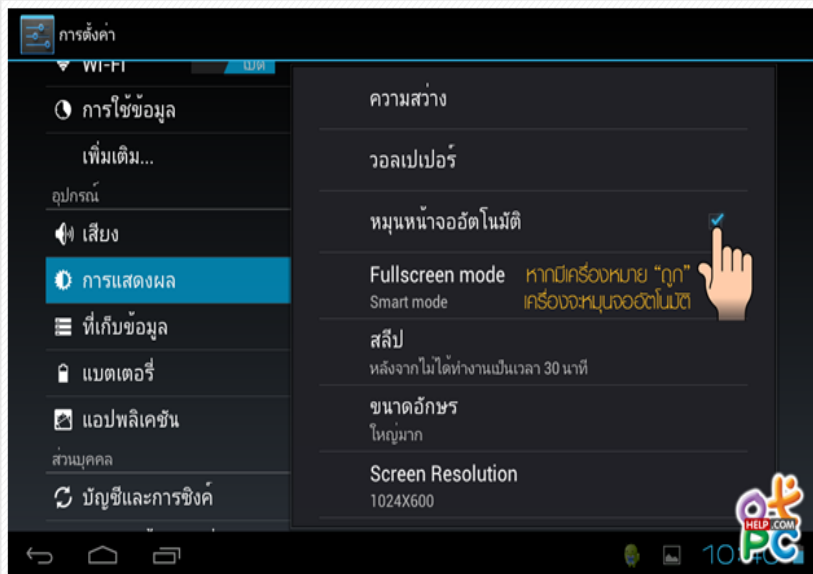 การตั้งค่า
WI-FI เปิด
การใช้ข้อมูล
เพิ่มเติม...
อุปกรณ์
เสียง
การแสดงผล
ที่เก็บข้อมูล
แบตเตอรี่
แอปพลิเคชัน
ส่วนบุคคล
บัญชีและการซิงค์
ความสว่าง
วอลเปเปอร์
หมุนหน้าจออัตโนมัติ
Fullscreen mode
Smart mode
หากมีเครื่องหมาย “ถูก”
เครื่องจะหมุนจออัตโนมัติ
สลีป
หลังจากไม่ได้ทำงานเป็นเวลา 30 นาที
ขนาดอักษร
ใหญ่มาก
Screen Resolution
1024X600
HELP.COM
PC